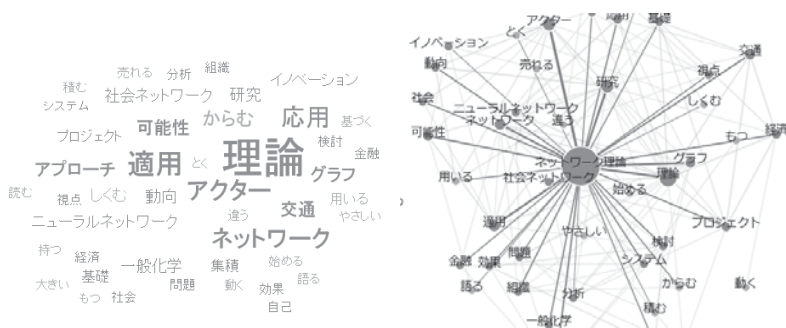 売れる 分析 組織
積む 社会ネットワーク 研究 イノベーション
システム 可能性 からむ 応用 基づく
プロジェクト 検討
アプローチ 適用 とく 理論 グラフ 金融
読む 視点 しくむ 動向 アクター 用いる
ニューラルネットワーク 違う 交通 やさしい
持つ ネットワーク
経済 一般化学 集積 始める
大きい 基礎 問題 動く 効果 語る
もつ 社会 自己
アクター 応用 基礎
イノベーション とく 交通
動向 売れる 視点
社会 研究
ニューラルネットワーク しくむ
可能性 ネットワーク 違う もつ 経済
ネットワーク理論 グラフ
用いる 社会ネットワーク 理論
始める
適用 やさしい プロジェクト
問題 検討
金融 効果 システム
語る 組織 分析 からむ 動く
一般化学 積む